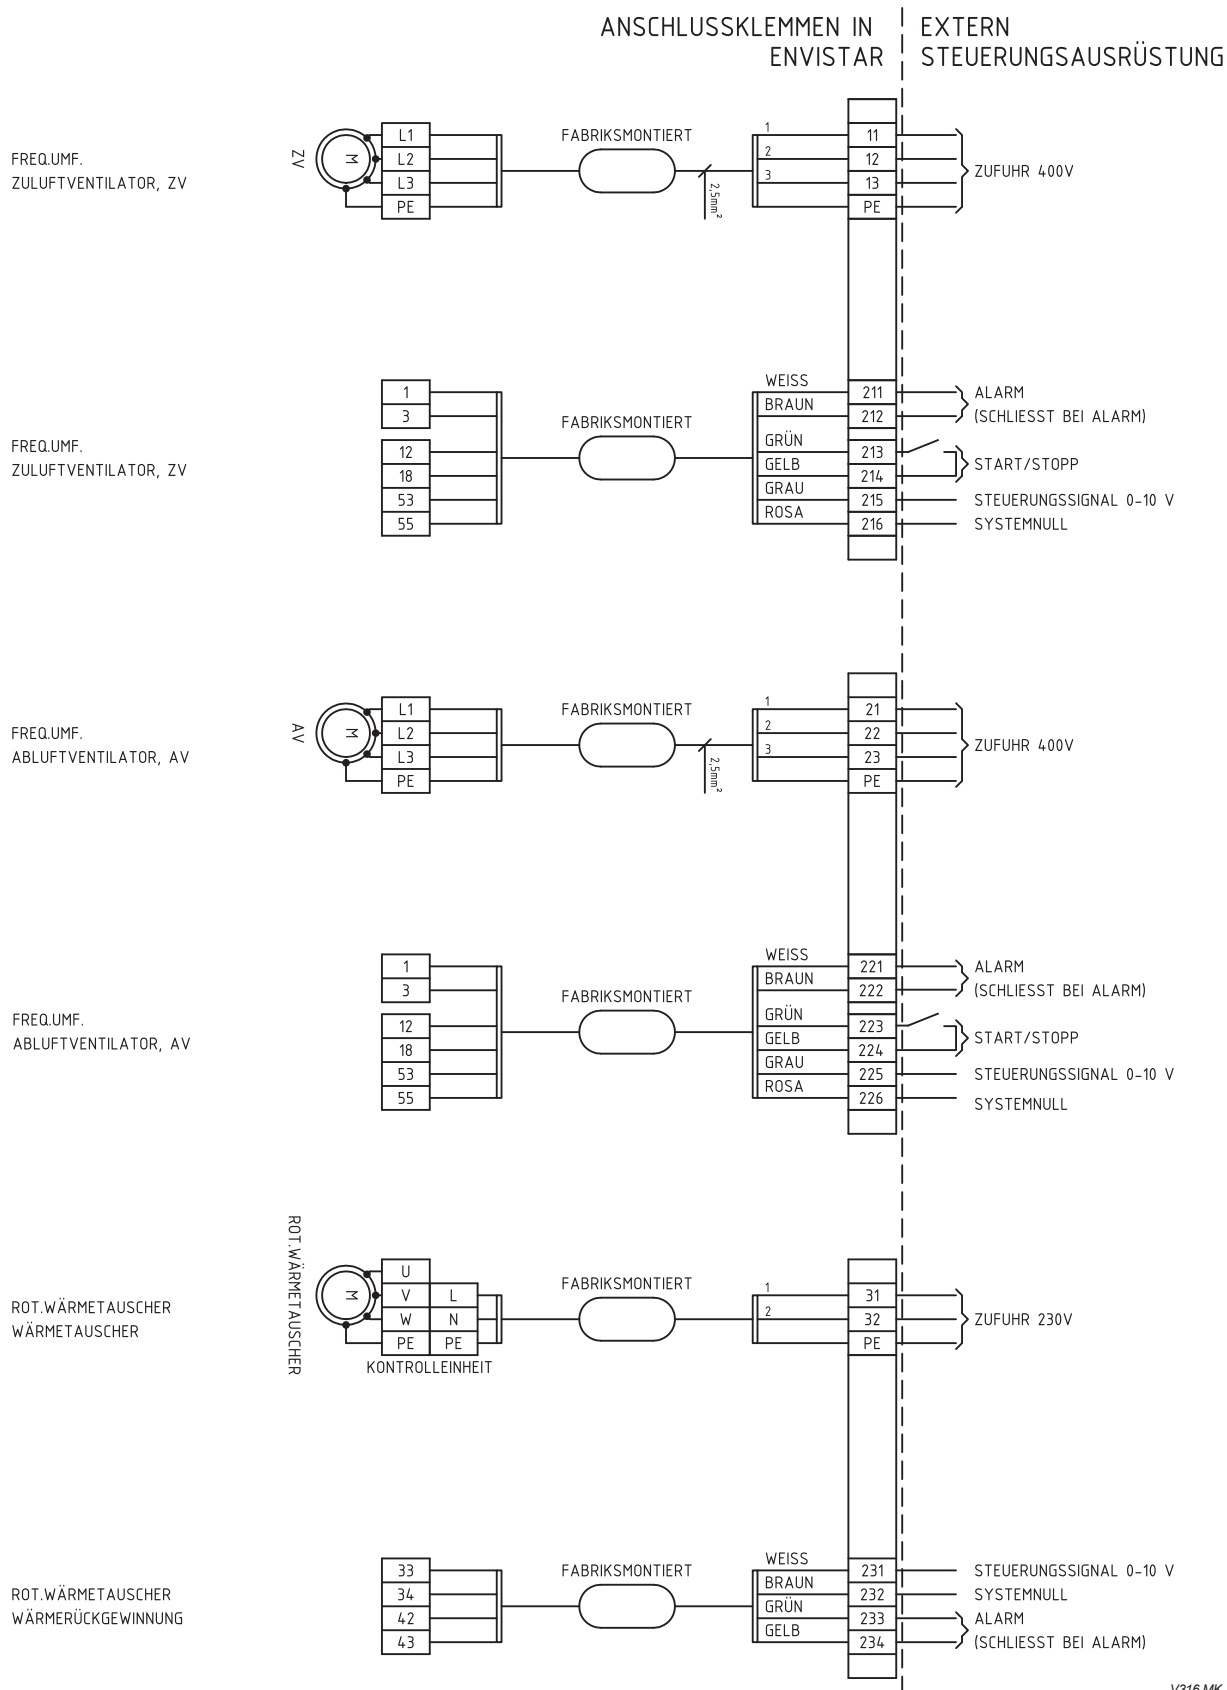 ANSCHLUSSKLEMMEN IN
ENVISTAR
EXTERN
STEUERUNGSAUSRÜSTUNG
FREQ.UMF.
ZULUFTVENTILATOR, ZV
ZV
M
L1
L2
L3
PE
FABRIKSMONTIERT
2,5mm²
1
2
3
11
12
13
PE
ZUFUHR 400V
FREQ.UMF.
ZULUFTVENTILATOR, ZV
1
3
12
18
53
55
FABRIKSMONTIERT
WEISS
BRAUN
GRÜN
GELB
GRAU
ROSA
211
212
213
214
215
216
ALARM
(SCHLIESST BEI ALARM)
START/STOPP
STEUERUNGSSIGNAL 0-10 V
SYSTEMNULL
FREQ.UMF.
ABLUFTVENTILATOR, AV
AV
M
L1
L2
L3
PE
FABRIKSMONTIERT
2,5mm²
1
2
3
21
22
23
PE
ZUFUHR 400V
FREQ.UMF.
ABLUFTVENTILATOR, AV
1
3
12
18
53
55
FABRIKSMONTIERT
WEISS
BRAUN
GRÜN
GELB
GRAU
ROSA
221
222
223
224
225
226
ALARM
(SCHLIESST BEI ALARM)
START/STOPP
STEUERUNGSSIGNAL 0-10 V
SYSTEMNULL
ROT.WÄRMETAUSCHER
WÄRMETAUSCHER
ROT.WÄRMETAUSCHER
M
U
V L
W N
PE PE
KONTROLLEINHEIT
FABRIKSMONTIERT
1
2
31
32
PE
ZUFUHR 230V
ROT.WÄRMETAUSCHER
WÄRMERÜCKGEWINNUNG
33
34
42
43
FABRIKSMONTIERT
WEISS
BRAUN
GRÜN
GELB
231
232
233
234
STEUERUNGSSIGNAL 0-10 V
SYSTEMNULL
ALARM
(SCHLIESST BEI ALARM)
V316 MK